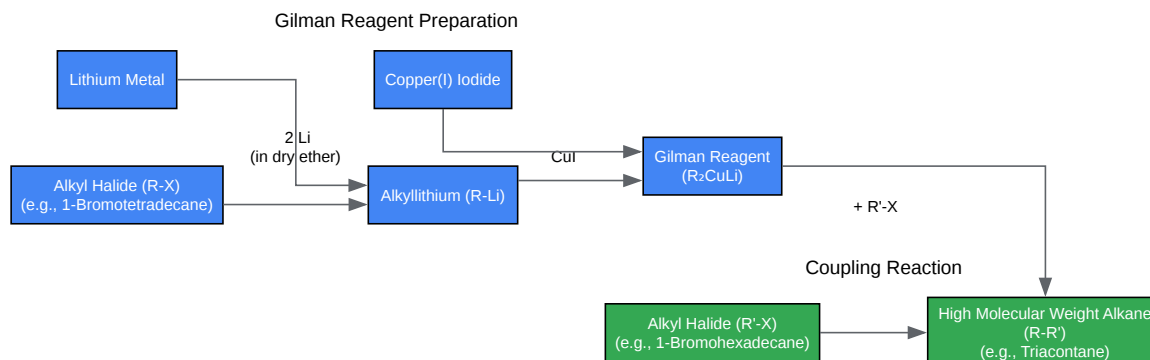 Gilman Reagent Preparation
Lithium Metal
Copper(I) Iodide
2 Li
(in dry ether)
CuI
Alkyl Halide (R-X)
(e.g., 1-Bromotetradecane)
Alkyllithium (R-Li)
Gilman Reagent
(R₂CuLi)
+ R'-X
Coupling Reaction
Alkyl Halide (R'-X)
(e.g., 1-Bromohexadecane)
High Molecular Weight Alkane
(R-R')
(e.g., Triacontane)